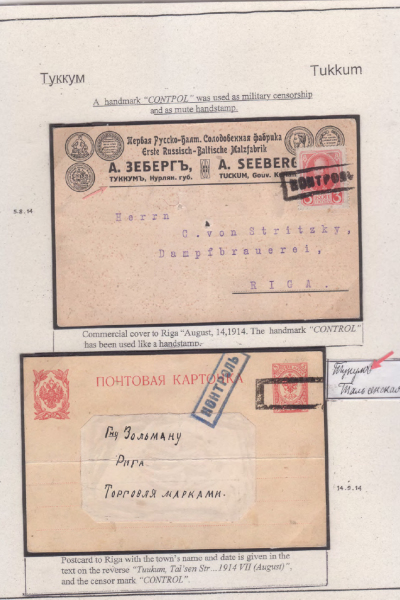 Туккум
Tukkum
A handmark "CONTPOL" was used as military censorship
and as mute handstamp.
Первая Русско-Балт. Солодовенная фабрика
Erste Russisch-Baltische Malzfabrik
А. ЗЕБЕРГЪ, A. SEEBERG
ТУККУМЪ, Курлян. губ. TUCKUM, Gouv.
КОНТРОЛЬ
5.8.14
Herrn
C. von Stritzky,
Dampfbrauerei,
RIGA.
Commercial cover to Riga "August, 14,1914. The handmark "CONTROL"
has been used like a handstamp.
КОНТРОЛЬ
ПОЧТОВАЯ КАРТОЧКА
Гну Зольману
Рига.
Торговля марками.
14.8.14
Postcard to Riga with the town's name and date is given in the
text on the reverse "Tuukum, Tal'sen Str ...1914 VII (August)",
and the censor mark "CONTROL".